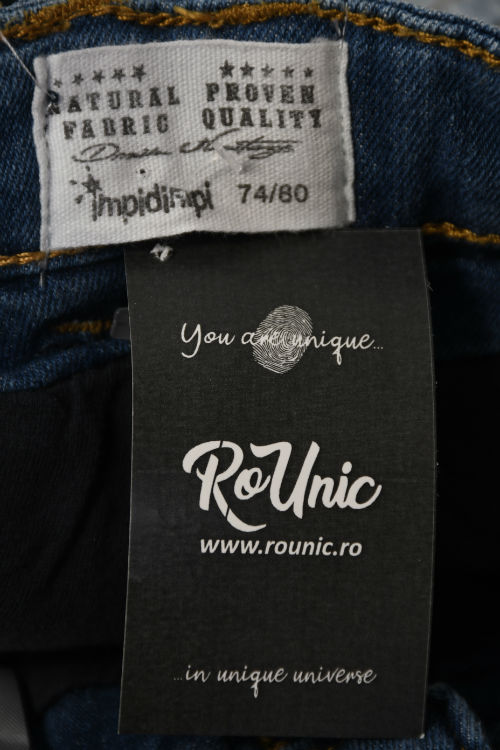 NATURAL PROVEN
FABRIC QUALITY
impidimpi 74/80
You are unique...
RoUnic
www.rounic.ro
...in unique universe